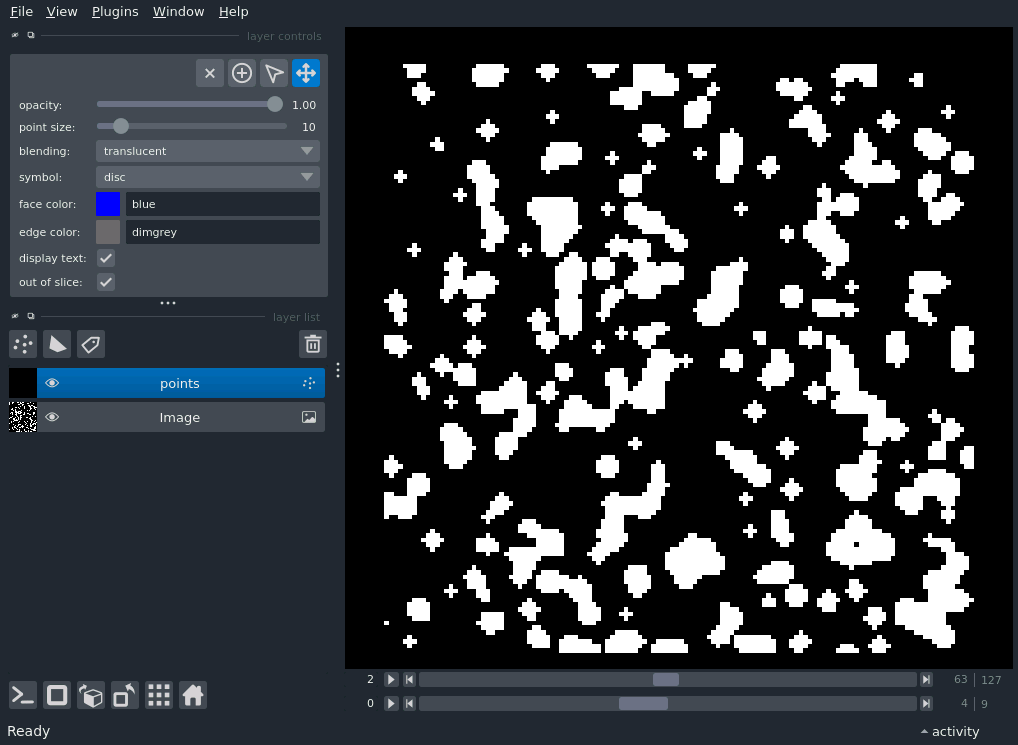 File View Plugins Window Help
layer controls
opacity: 1.00
point size: 10
blending: translucent
symbol: disc
face color: blue
edge color: dimgrey
display text:
out of slice:
layer list
points
Image
2 63 127
0 4 9
Ready activity